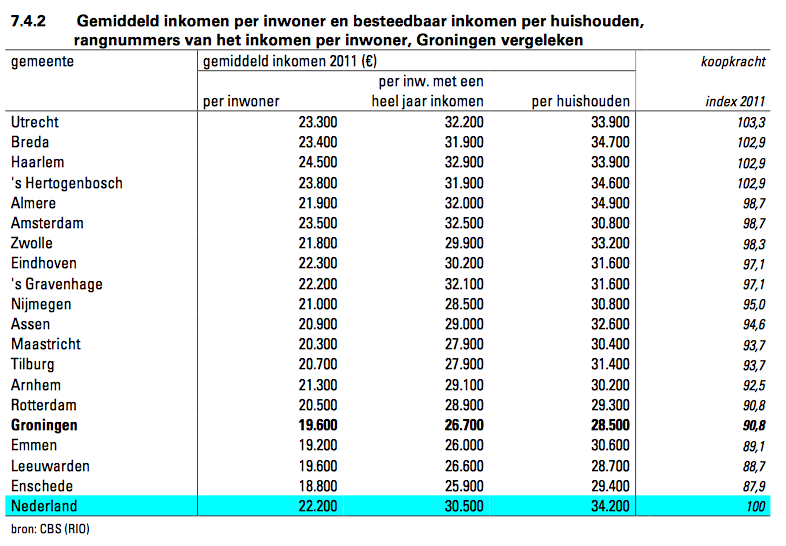 7.4.2 Gemiddeld inkomen per inwoner en besteedbaar inkomen per huishouden,
rangnummers van het inkomen per inwoner, Groningen vergeleken
gemeente gemiddeld inkomen 2011 (€) koopkracht
per inw. met een
per inwoner heel jaar inkomen per huishouden index 2011
Utrecht 23.300 32.200 33.900 103,3
Breda 23.400 31.900 34.700 102,9
Haarlem 24.500 32.900 33.900 102,9
's Hertogenbosch 23.800 31.900 34.600 102,9
Almere 21.900 32.000 34.900 98,7
Amsterdam 23.500 32.500 30.800 98,7
Zwolle 21.800 29.900 33.200 98,3
Eindhoven 22.300 30.200 31.600 97,1
's Gravenhage 22.200 32.100 31.600 97,1
Nijmegen 21.000 28.500 30.800 95,0
Assen 20.900 29.000 32.600 94,6
Maastricht 20.300 27.900 30.400 93,7
Tilburg 20.700 27.900 31.400 93,7
Arnhem 21.300 29.100 30.200 92,5
Rotterdam 20.500 28.900 29.300 90,8
Groningen 19.600 26.700 28.500 90,8
Emmen 19.200 26.000 30.600 89,1
Leeuwarden 19.600 26.600 28.700 88,7
Enschede 18.800 25.900 29.400 87,9
Nederland 22.200 30.500 34.200 100
bron: CBS (RIO)